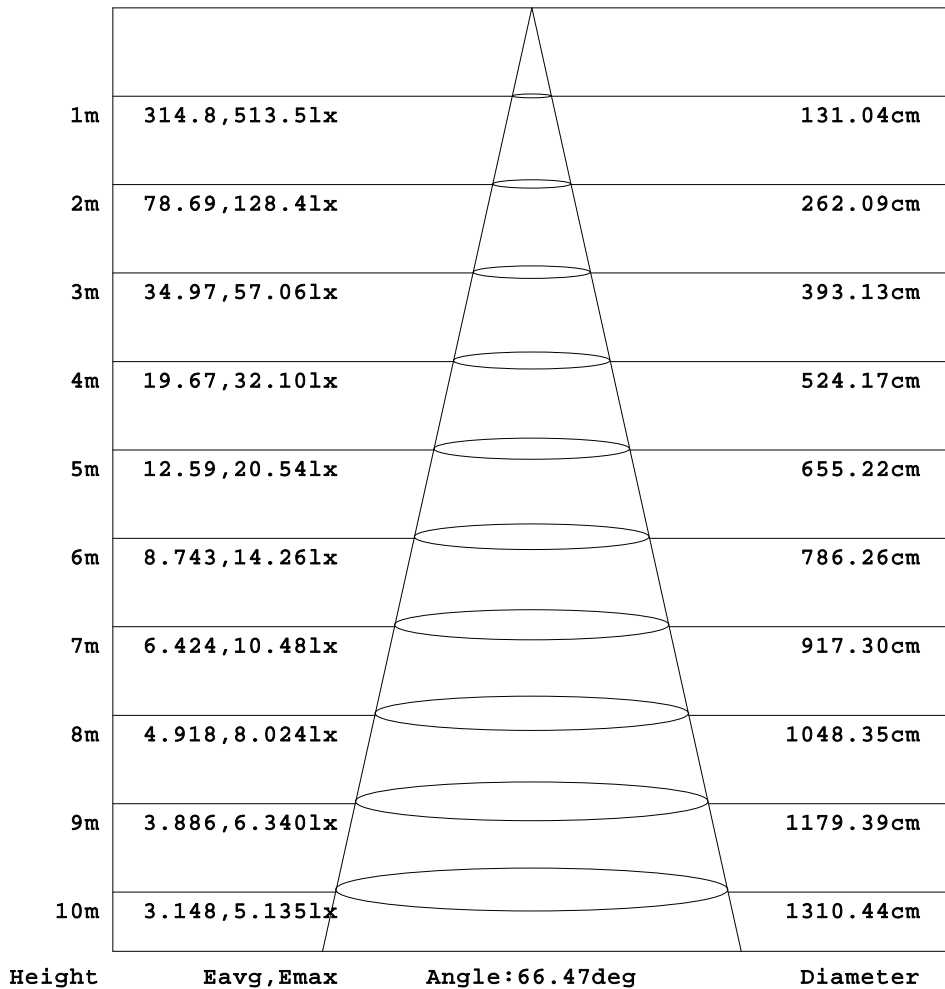 1m 314.8,513.5lx 131.04cm
2m 78.69,128.4lx 262.09cm
3m 34.97,57.06lx 393.13cm
4m 19.67,32.10lx 524.17cm
5m 12.59,20.54lx 655.22cm
6m 8.743,14.26lx 786.26cm
7m 6.424,10.48lx 917.30cm
8m 4.918,8.024lx 1048.35cm
9m 3.886,6.340lx 1179.39cm
10m 3.148,5.135lx 1310.44cm
Height Eavg,Emax Angle:66.47deg Diameter